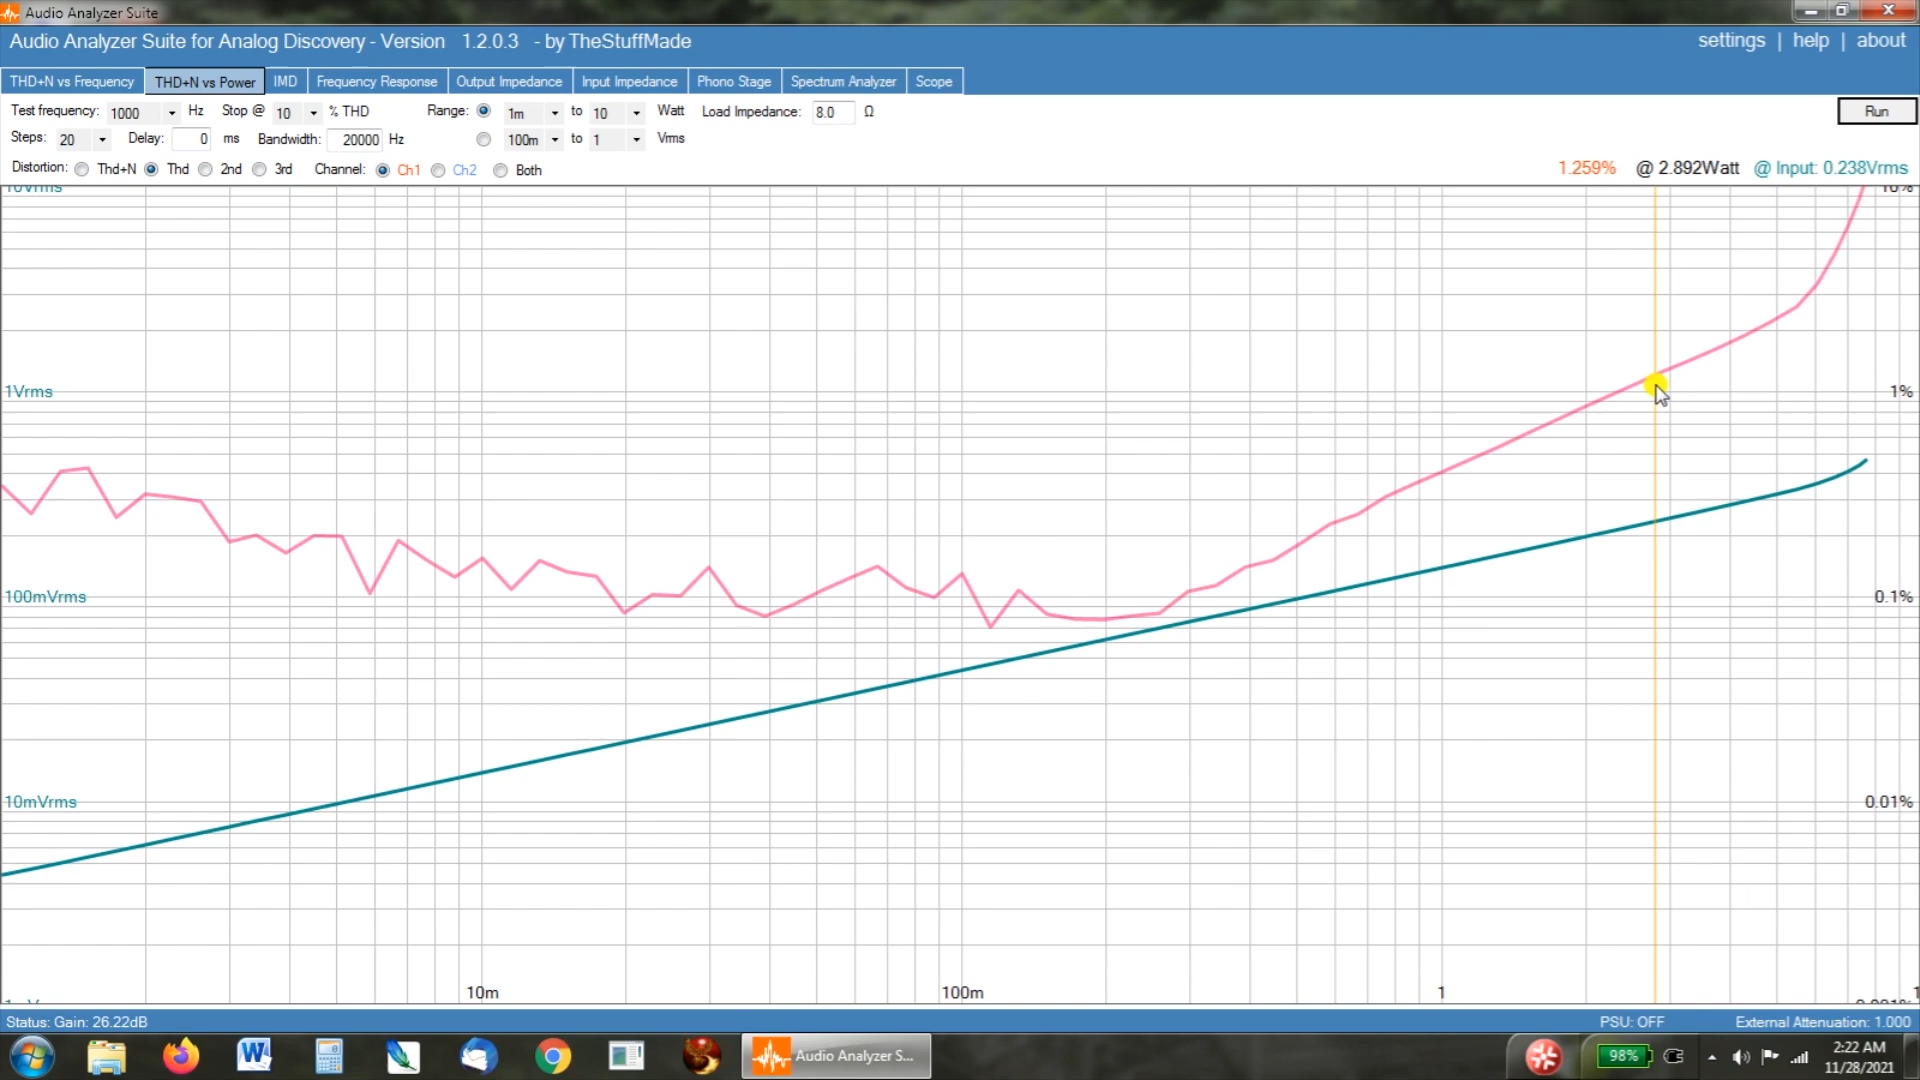 Audio Analyzer Suite
Audio Analyzer Suite for Analog Discovery - Version 1.2.0.3 - by TheStuffMade
settings | help | about
THD+N vs Frequency THD+N vs Power IMD Frequency Response Output Impedance Input Impedance Phono Stage Spectrum Analyzer Scope
Test frequency: 1000 Hz Stop @ 10 % THD Range: 1m to 10 Watt Load Impedance: 8.0 Ω Run
Steps: 20 Delay: 0 ms Bandwidth: 20000 Hz 100m to 1 Vrms
Distortion: Thd+N Thd 2nd 3rd Channel: Ch1 Ch2 Both 1.259% @ 2.892Watt @ Input: 0.238Vrms
10Vrms 10%
1Vrms 1%
100mVrms 0.1%
10mVrms 0.01%
10m 100m 1
Status: Gain: 26.22dB PSU: OFF External Attenuation: 1.000
Audio Analyzer S...
98%
2:22 AM
11/28/2021